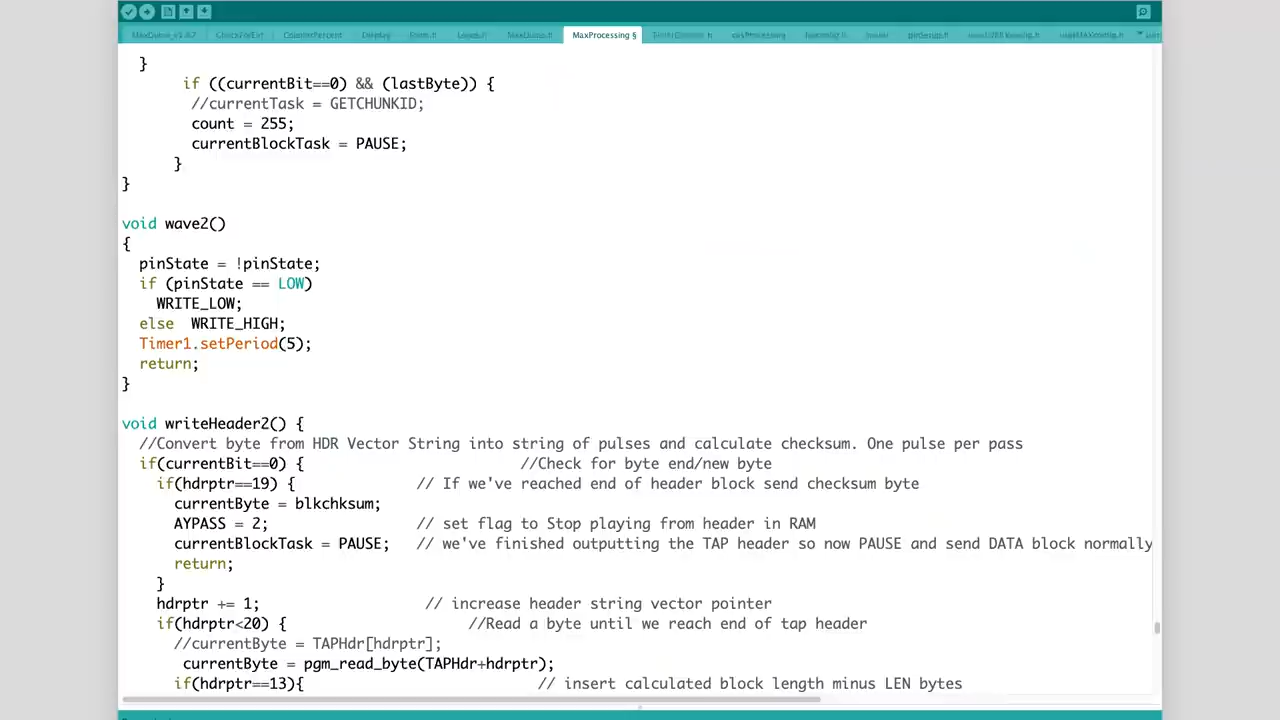 MaxProcessing §
}
if ((currentBit==0) && (lastByte)) {
//currentTask = GETCHUNKID;
count = 255;
currentBlockTask = PAUSE;
}
}
void wave2()
{
pinState = !pinState;
if (pinState == LOW)
WRITE_LOW;
else  WRITE_HIGH;
Timer1.setPeriod(5);
return;
}
void writeHeader2() {
//Convert byte from HDR Vector String into string of pulses and calculate checksum. One pulse per pass
if(currentBit==0) { //Check for byte end/new byte
if(hdrptr==19) { // If we've reached end of header block send checksum byte
currentByte = blkchksum;
AYPASS = 2; // set flag to Stop playing from header in RAM
currentBlockTask = PAUSE; // we've finished outputting the TAP header so now PAUSE and send DATA block normally
return;
}
hdrptr += 1; // increase header string vector pointer
if(hdrptr<20) { //Read a byte until we reach end of tap header
//currentByte = TAPHdr[hdrptr];
currentByte = pgm_read_byte(TAPHdr+hdrptr);
if(hdrptr==13){ // insert calculated block length minus LEN bytes